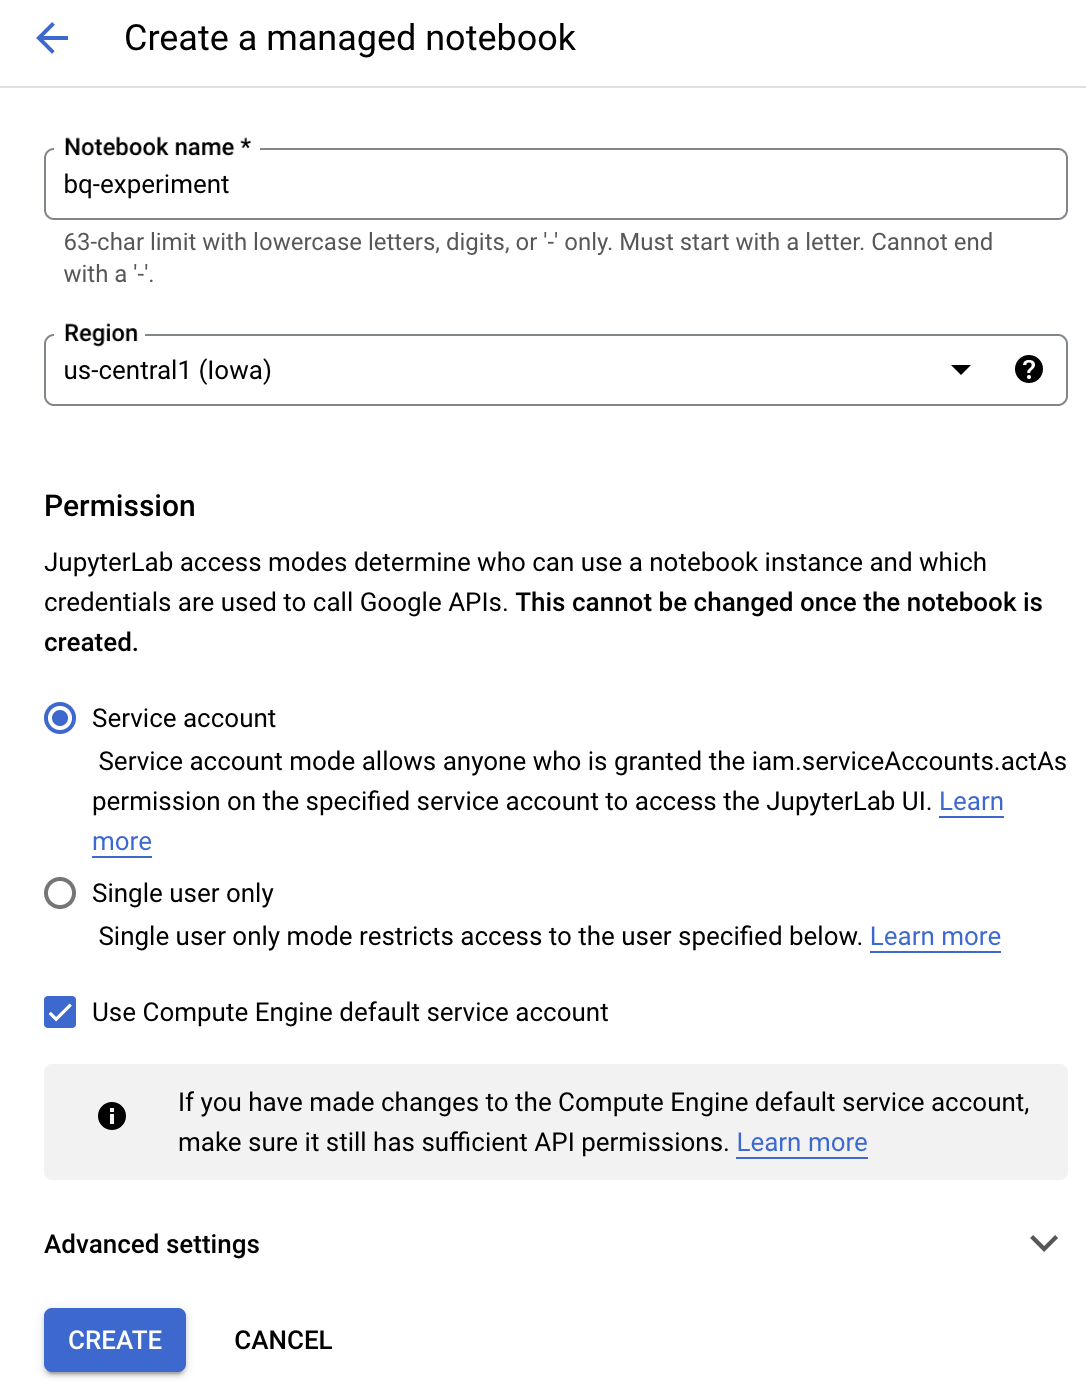 Create a managed notebook
Notebook name *
bq-experiment
63-char limit with lowercase letters, digits, or '-' only. Must start with a letter. Cannot end
with a '-'.
Region
us-central1 (Iowa)
Permission
JupyterLab access modes determine who can use a notebook instance and which
credentials are used to call Google APIs. This cannot be changed once the notebook is
created.
Service account
Service account mode allows anyone who is granted the iam.serviceAccounts.actAs
permission on the specified service account to access the JupyterLab UI. Learn
more
Single user only
Single user only mode restricts access to the user specified below. Learn more
Use Compute Engine default service account
If you have made changes to the Compute Engine default service account,
make sure it still has sufficient API permissions. Learn more
Advanced settings
CREATE CANCEL